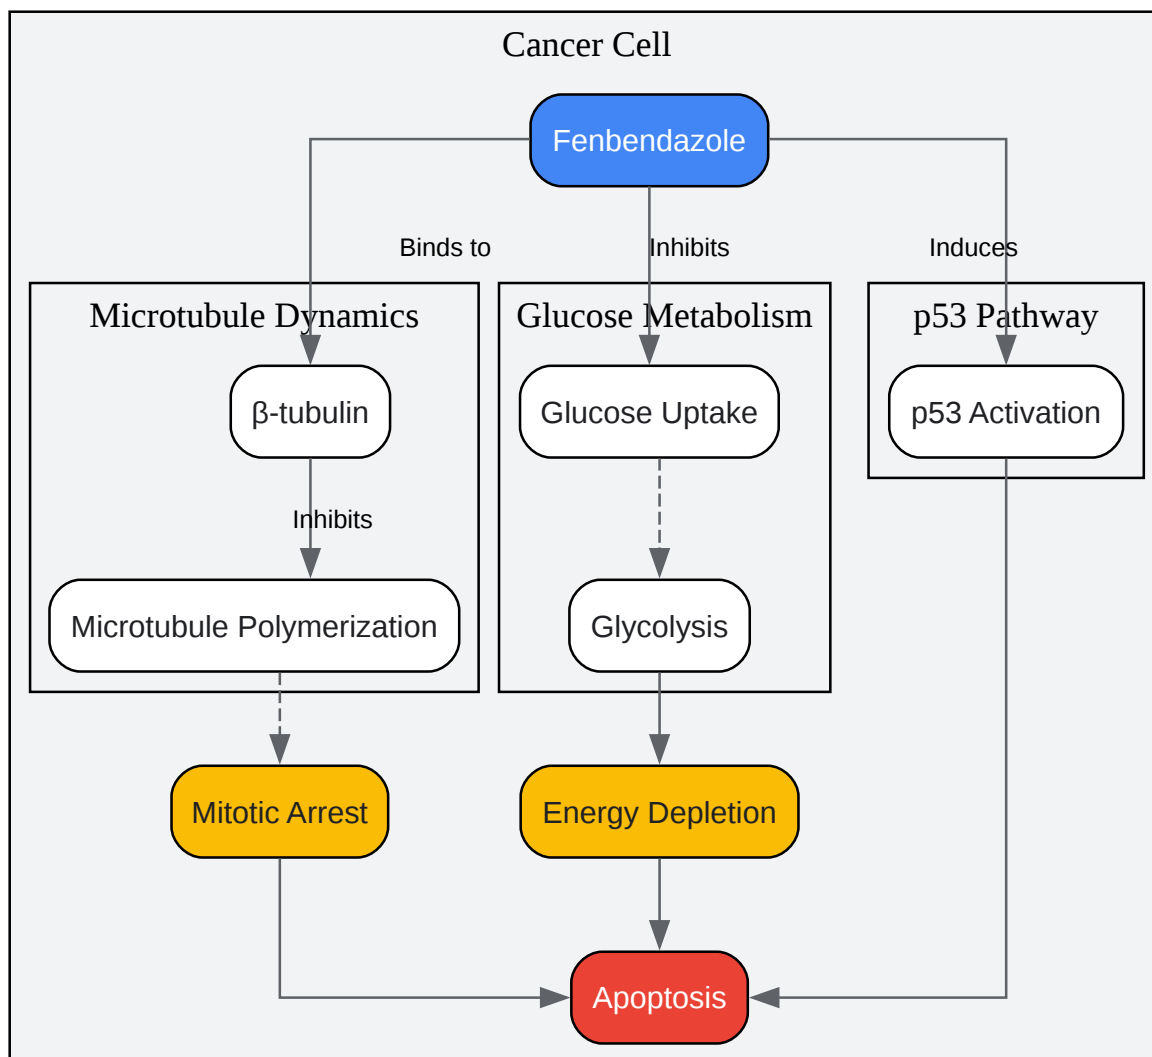 Cancer Cell
Fenbendazole
Binds to
Inhibits
Induces
Microtubule Dynamics
Glucose Metabolism
p53 Pathway
β-tubulin
Glucose Uptake
p53 Activation
Inhibits
Microtubule Polymerization
Glycolysis
Mitotic Arrest
Energy Depletion
Apoptosis